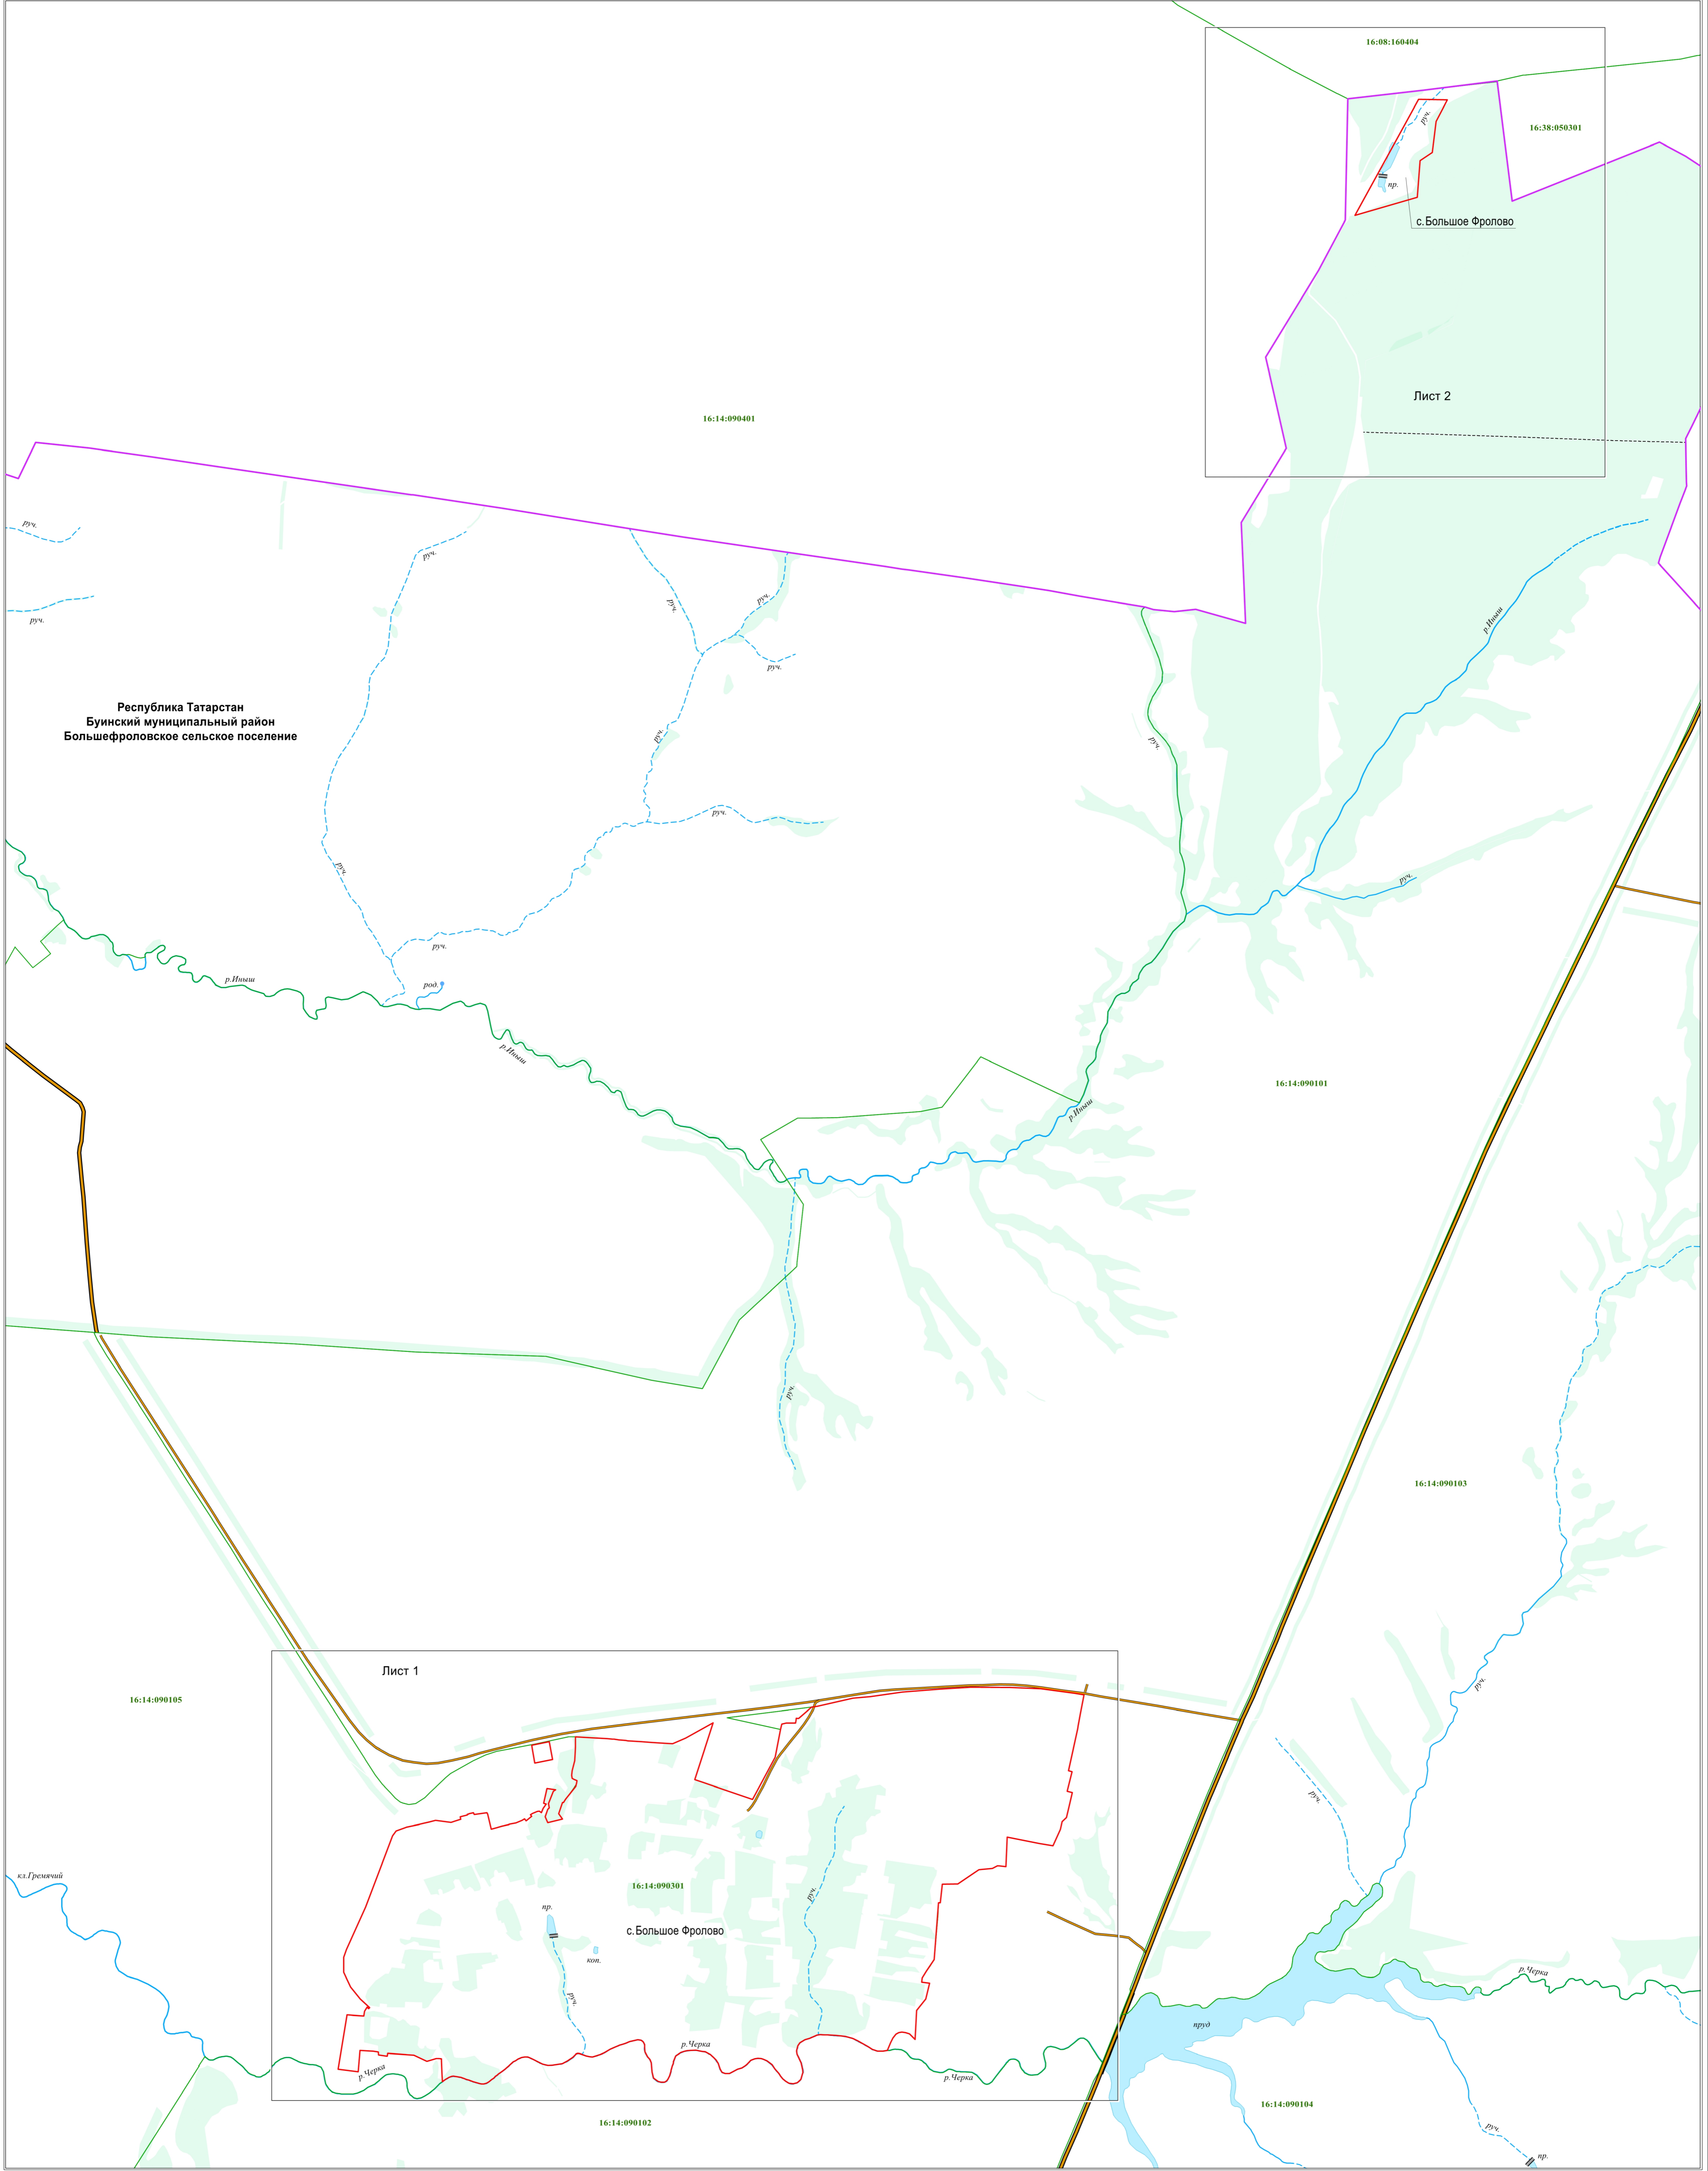 16:08:160404
руч.
16:38:050301
пр.
с.Большое Фролово
Лист 2
16:14:090401
руч.
руч.
руч.
руч.
руч.
руч.
руч.
р.Иныш
Республика Татарстан
Буинский муниципальный район
Большефроловское сельское поселение
руч.
руч.
руч.
руч.
руч.
руч.
р.Иныш
род.
р.Иныш
16:14:090101
р.Иныш
руч.
16:14:090103
Лист 1
руч.
16:14:090105
руч.
кл.Гремячий
16:14:090301
руч.
пр.
с.Большое Фролово
коп.
р.Черка
руч.
пруд
р.Черка
р.Черка
р.Черка
16:14:090104
16:14:090102
руч.
пр.